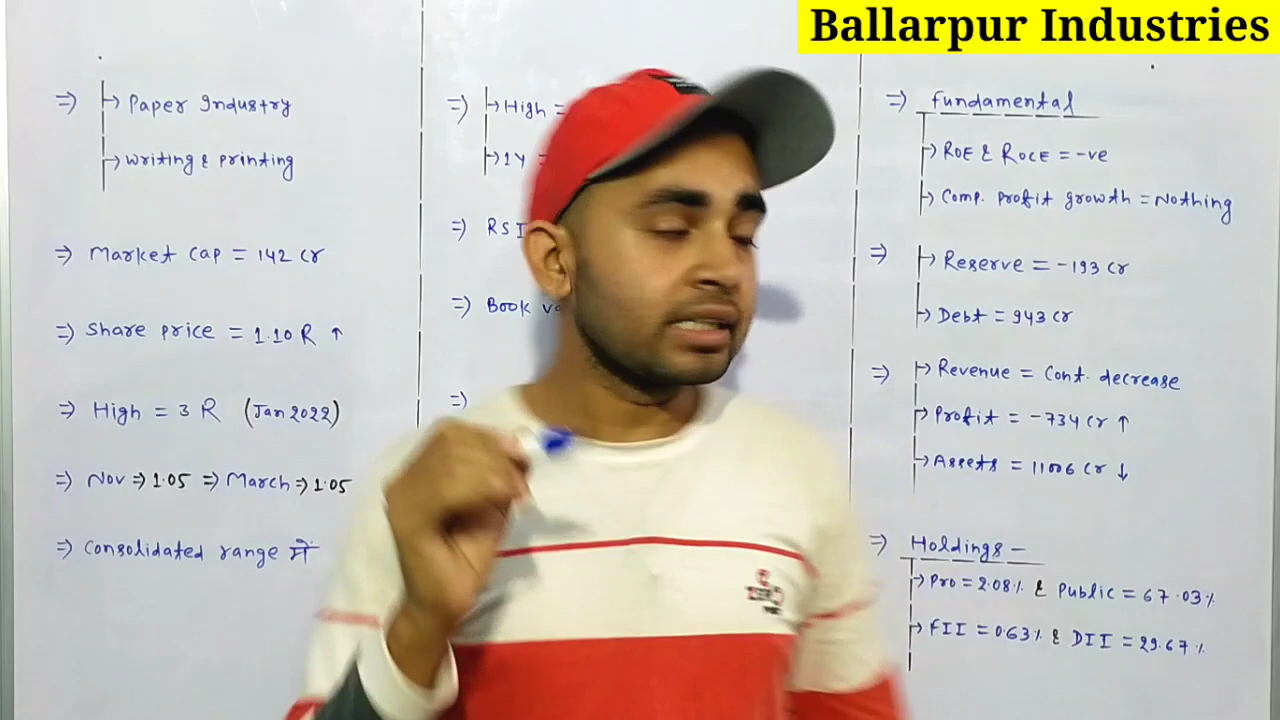 Ballarpur Industries
=> Paper Industry
writing & printing
=> Market cap = 142 Cr
=> Share price = 1.10 R ↑
=> High = 3 R (Jan 2022)
=> Nov => 1.05 => March => 1.05
=> Consolidated range में
=> High =
1Y =
=> RSI
=> Book
=>
=> fundamental
ROE & ROCE = -ve
Comp. profit growth = Nothing
=> Reserve = -193 Cr
Debt = 943 Cr
=> Revenue = Cont. decrease
Profit = -734 Cr ↑
Assets = 11006 Cr ↓
=> Holdings -
Pro = 2.08% & Public = 67.03%
FII = 0.63% & DII = 29.67%